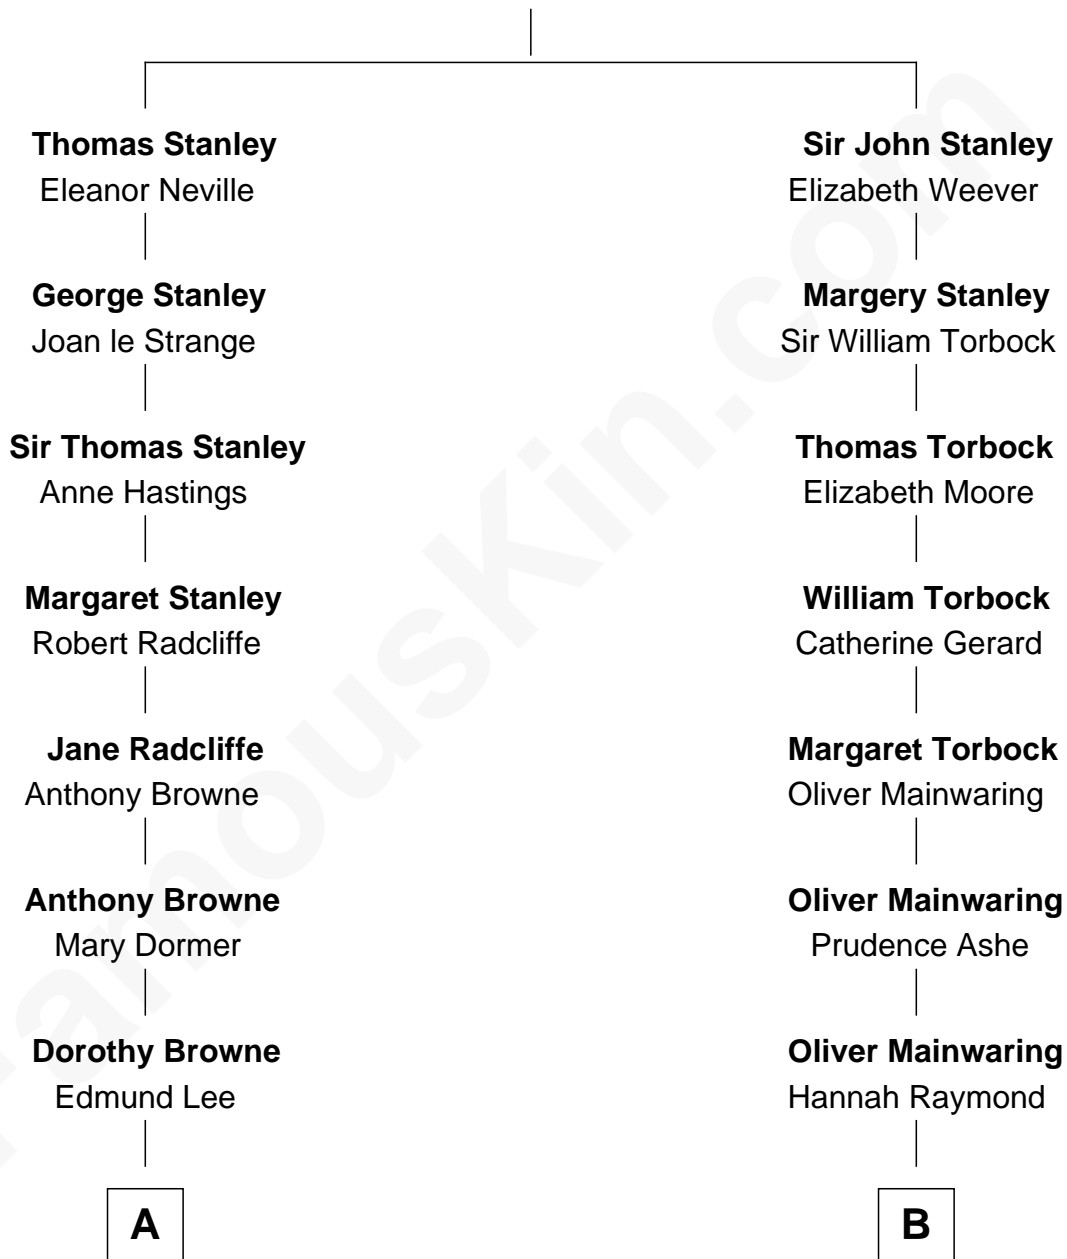 Thomas Stanley
Eleanor Neville
George Stanley
Joan le Strange
Sir Thomas Stanley
Anne Hastings
Margaret Stanley
Robert Radcliffe
Jane Radcliffe
Anthony Browne
Anthony Browne
Mary Dormer
Dorothy Browne
Edmund Lee
A
Sir John Stanley
Elizabeth Weever
Margery Stanley
Sir William Torbock
Thomas Torbock
Elizabeth Moore
William Torbock
Catherine Gerard
Margaret Torbock
Oliver Mainwaring
Oliver Mainwaring
Prudence Ashe
Oliver Mainwaring
Hannah Raymond
B
FamousKin.com